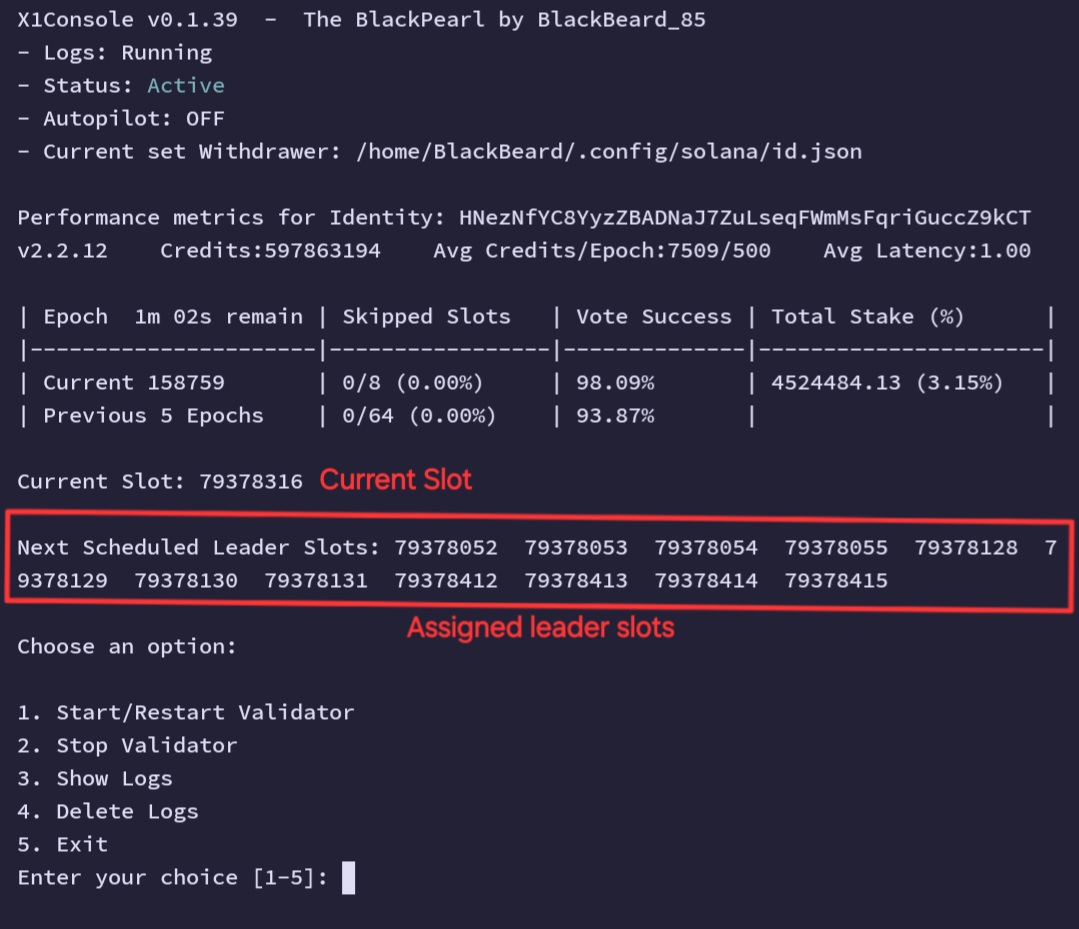 X1Console v0.1.39  -  The BlackPearl by BlackBeard_85
- Logs: Running
- Status: Active
- Autopilot: OFF
- Current set Withdrawer: /home/BlackBeard/.config/solana/id.json
Performance metrics for Identity: HNezNfYC8YyzZBADNaJ7ZuLseqFWmMsFqriGuccZ9kCT
v2.2.12    Credits:597863194    Avg Credits/Epoch:7509/500    Avg Latency:1.00
| Epoch  1m 02s remain | Skipped Slots   | Vote Success | Total Stake (%)      |
|----------------------|-----------------|--------------|----------------------|
| Current 158759       | 0/8 (0.00%)     | 98.09%       | 4524484.13 (3.15%)   |
| Previous 5 Epochs    | 0/64 (0.00%)    | 93.87%       |                      |
Current Slot: 79378316 Current Slot
Next Scheduled Leader Slots: 79378052  79378053  79378054  79378055  79378128  7
9378129  79378130  79378131  79378412  79378413  79378414  79378415
Assigned leader slots
Choose an option:
1. Start/Restart Validator
2. Stop Validator
3. Show Logs
4. Delete Logs
5. Exit
Enter your choice [1-5]: